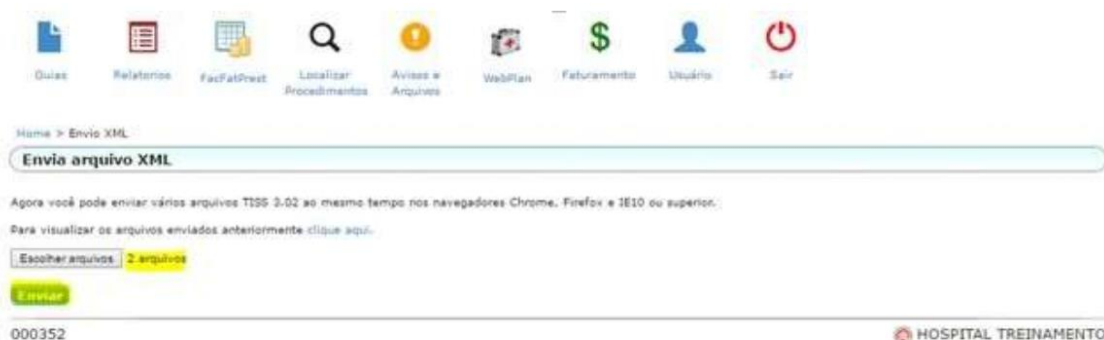 Guias Relatorios FacFatPrest Localizar Procedimentos Avisos e Arquivos WebPlan Faturamento Usuário Sair
Home > Envio XML
Envia arquivo XML
Agora você pode enviar vários arquivos TISS 3.02 ao mesmo tempo nos navegadores Chrome, Firefox e IE10 ou superior.
Para visualizar os arquivos enviados anteriormente clique aqui.
Escolher arquivos 2 arquivos
Enviar
000352 HOSPITAL TREINAMENTO